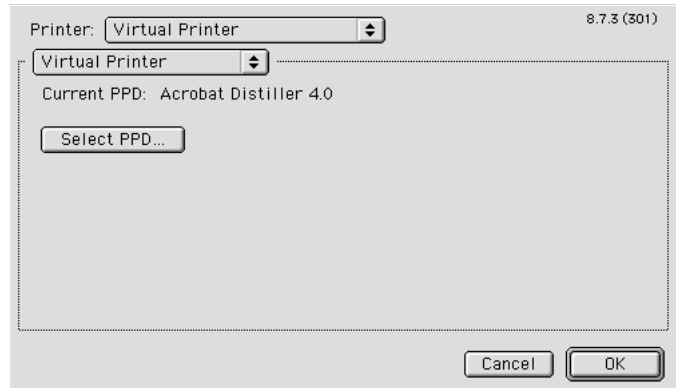 Printer: Virtual Printer 8.7.3 (301)
Virtual Printer
Current PPD: Acrobat Distiller 4.0
Select PPD...
Cancel OK